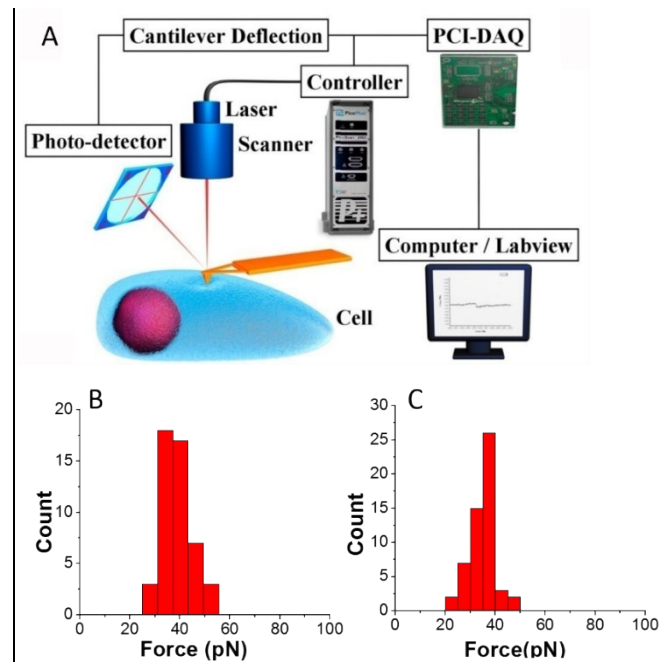 A
Cantilever Deflection
PCI-DAQ
Controller
Laser
Photo-detector
Scanner
P4
Computer / Labview
Cell
B
C
20
15
10
5
0
Count
0 20 40 60 80 100
Force (pN)
30
25
20
15
10
5
0
Count
0 20 40 60 80 100
Force(pN)